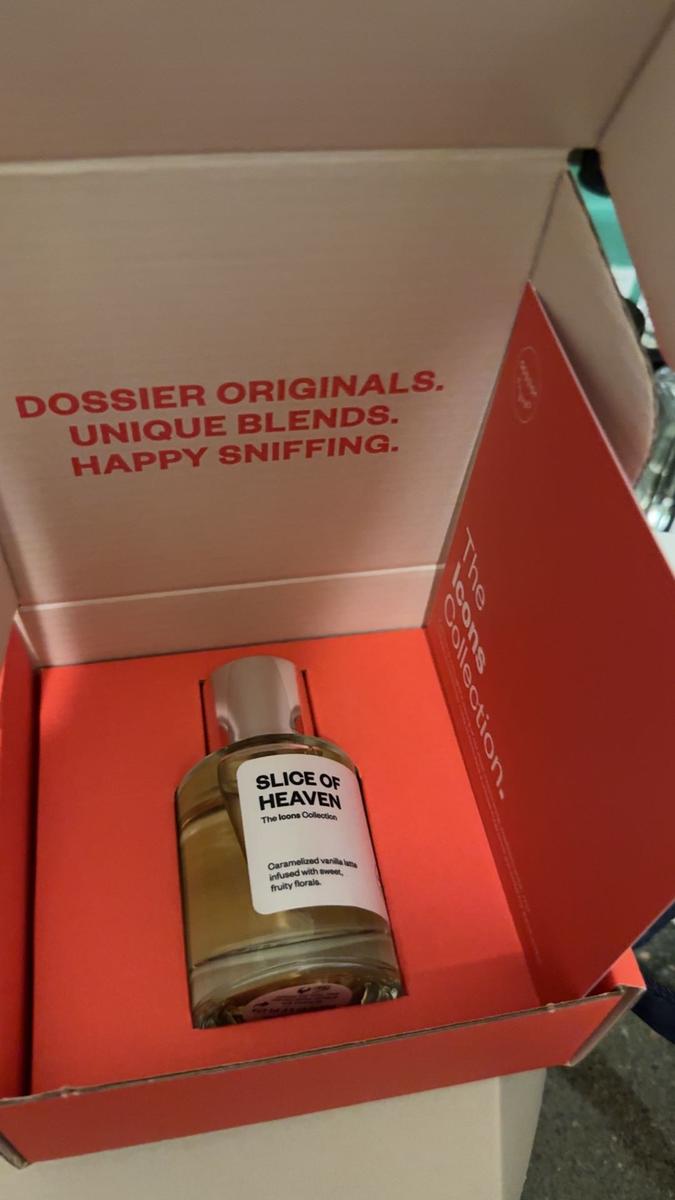 DOSSIER ORIGINALS.
UNIQUE BLENDS.
HAPPY SNIFFING.
The
Icons
Collection.
SLICE OF
HEAVEN
The Icons Collection
Caramelized vanilla latte
infused with sweet,
fruity florals.